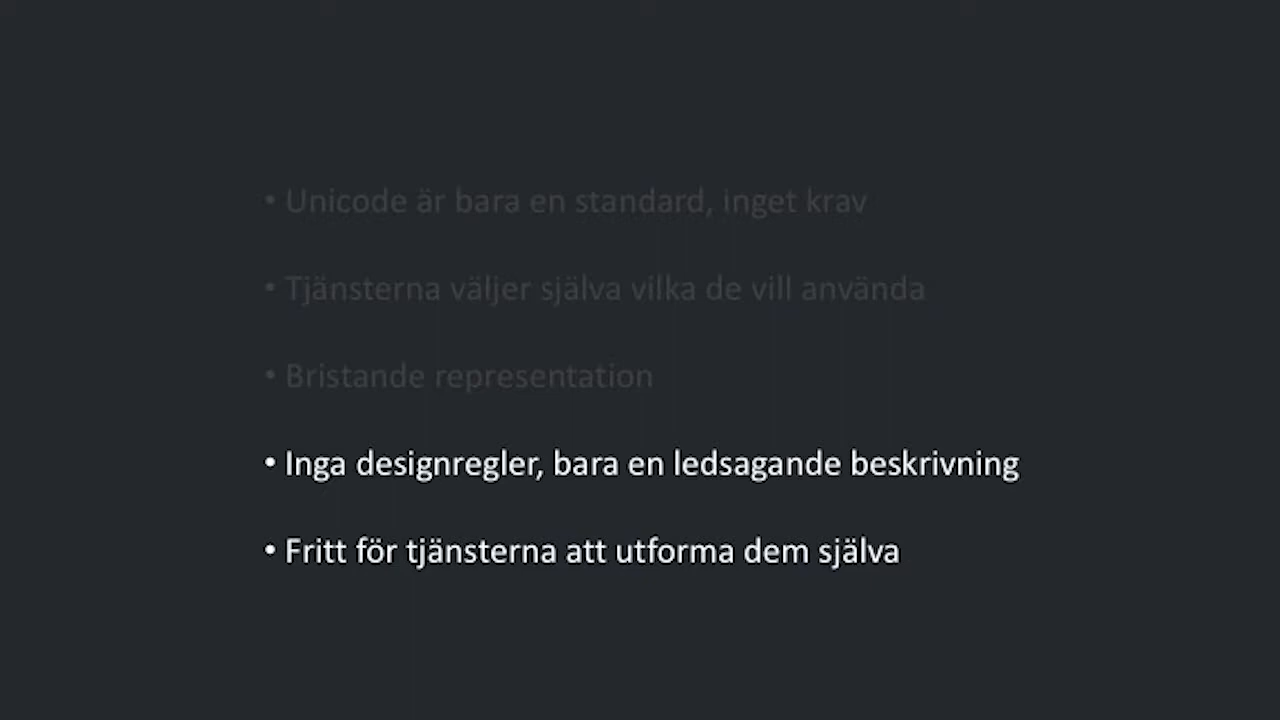 • Unicode är bara en standard, inget krav
• Tjänsterna väljer själva vilka de vill använda
• Bristande representation
• Inga designregler, bara en ledsagande beskrivning
• Fritt för tjänsterna att utforma dem själva